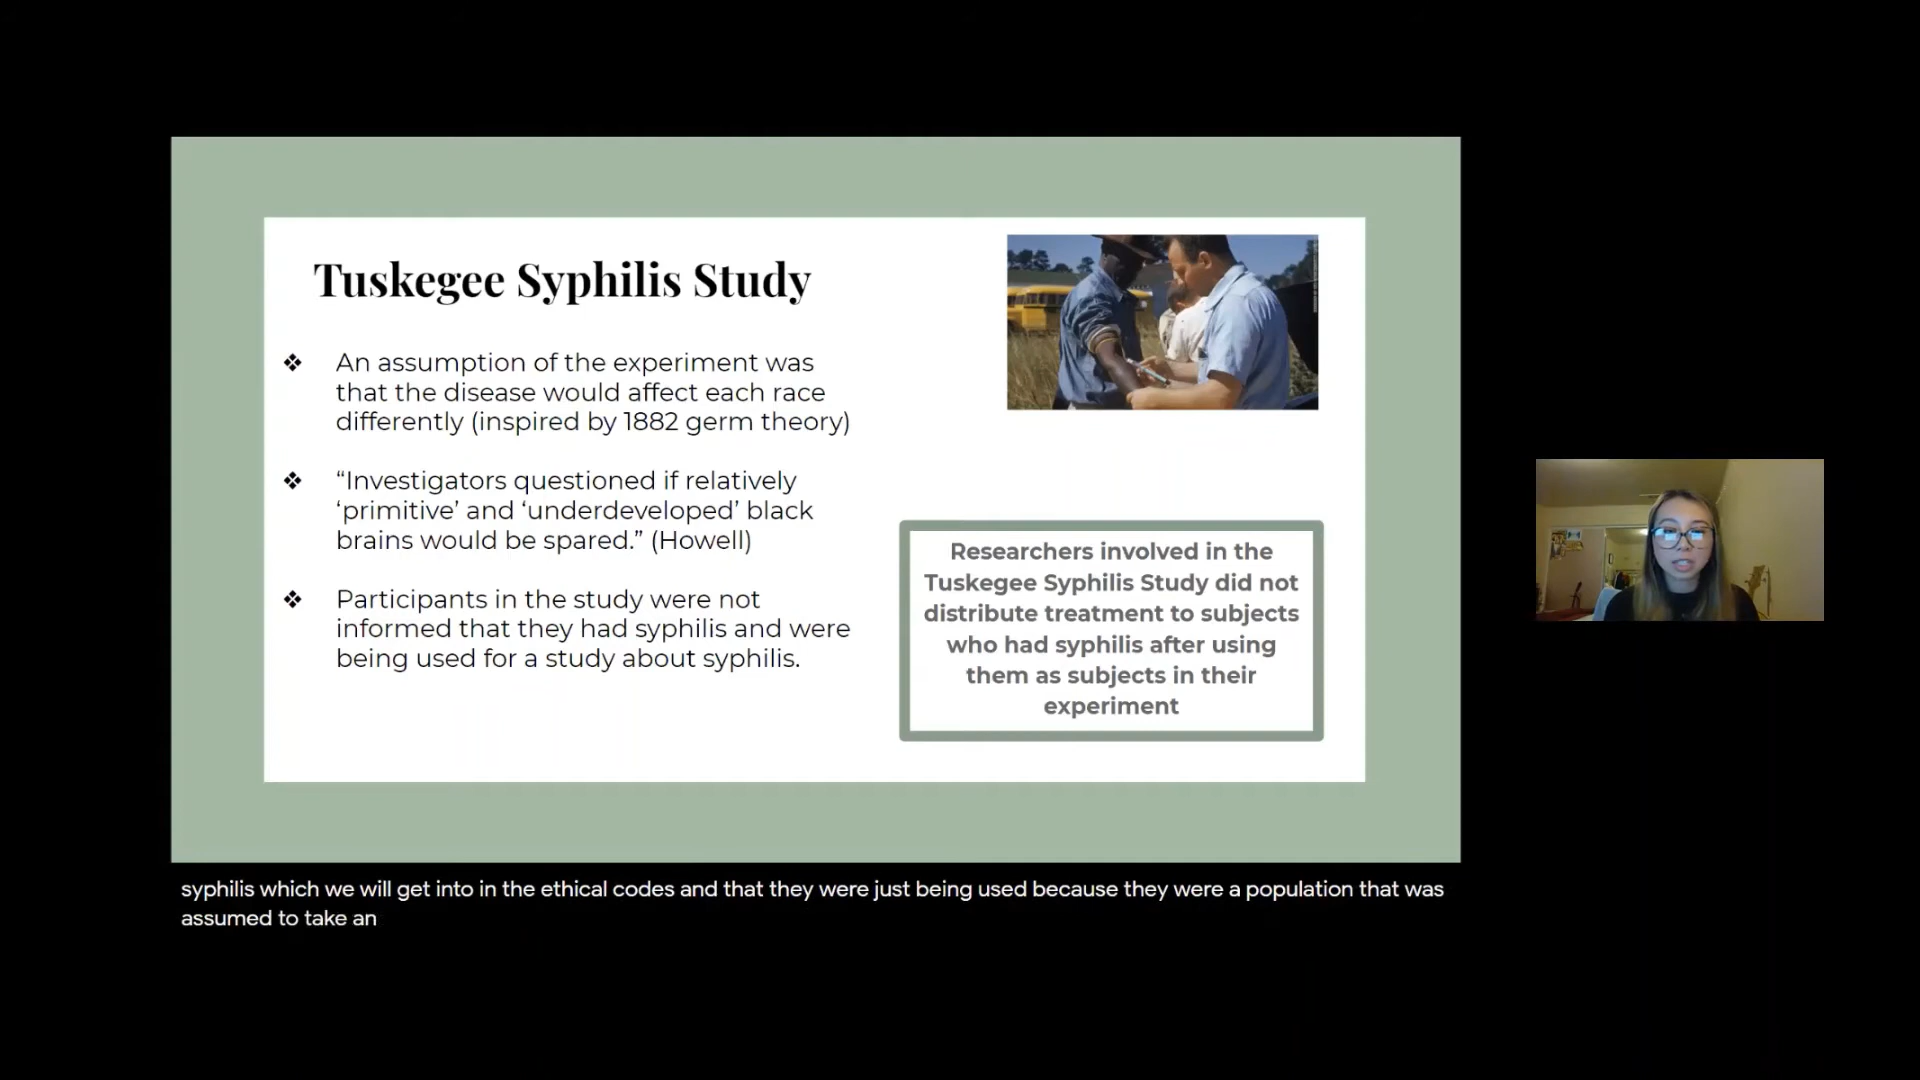 Tuskegee Syphilis Study
❖ An assumption of the experiment was
that the disease would affect each race
differently (inspired by 1882 germ theory)
❖ “Investigators questioned if relatively
‘primitive’ and ‘underdeveloped’ black
brains would be spared.” (Howell)
❖ Participants in the study were not
informed that they had syphilis and were
being used for a study about syphilis.
Researchers involved in the
Tuskegee Syphilis Study did not
distribute treatment to subjects
who had syphilis after using
them as subjects in their
experiment
syphilis which we will get into in the ethical codes and that they were just being used because they were a population that was
assumed to take an